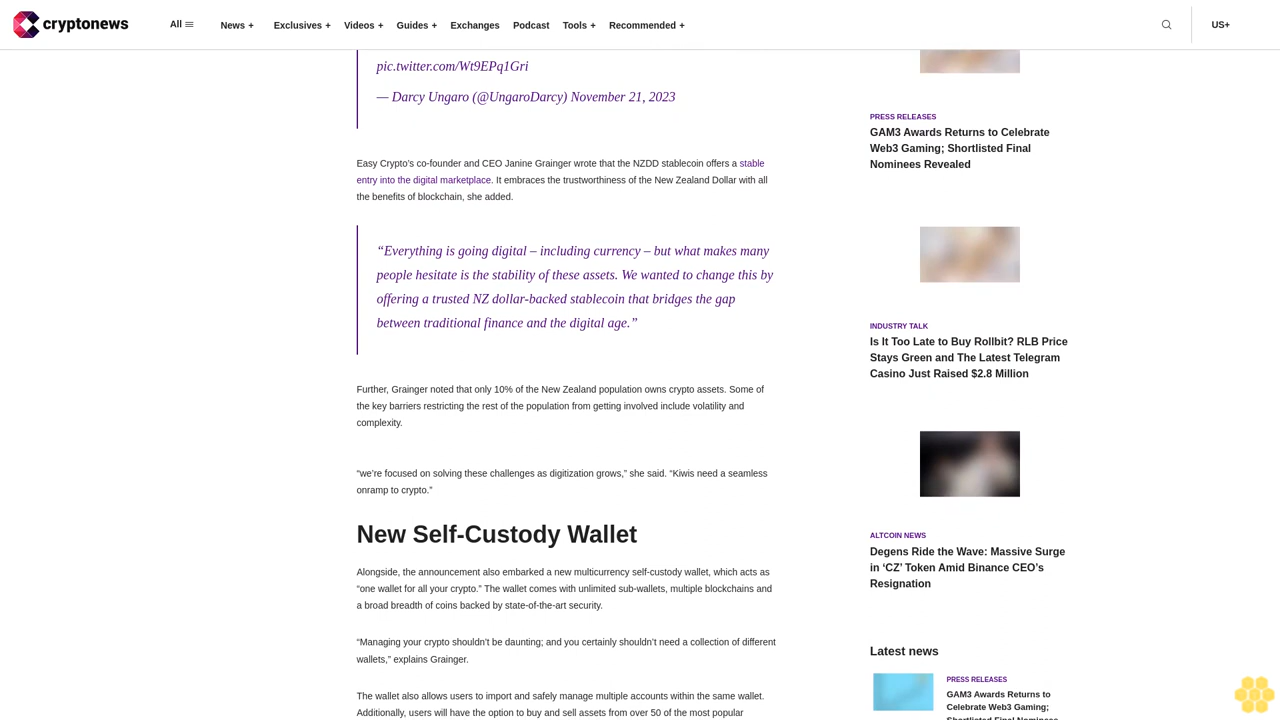 cryptonews
All
News +
Exclusives +
Videos +
Guides +
Exchanges
Podcast
Tools +
Recommended +
US+
pic.twitter.com/Wt9EPq1Gri
— Darcy Ungaro (@UngaroDarcy) November 21, 2023
Easy Crypto’s co-founder and CEO Janine Grainger wrote that the NZDD stablecoin offers a stable
entry into the digital marketplace. It embraces the trustworthiness of the New Zealand Dollar with all
the benefits of blockchain, she added.
“Everything is going digital – including currency – but what makes many
people hesitate is the stability of these assets. We wanted to change this by
offering a trusted NZ dollar-backed stablecoin that bridges the gap
between traditional finance and the digital age.”
Further, Grainger noted that only 10% of the New Zealand population owns crypto assets. Some of
the key barriers restricting the rest of the population from getting involved include volatility and
complexity.
“we’re focused on solving these challenges as digitization grows,” she said. “Kiwis need a seamless
onramp to crypto.”
New Self-Custody Wallet
Alongside, the announcement also embarked a new multicurrency self-custody wallet, which acts as
“one wallet for all your crypto.” The wallet comes with unlimited sub-wallets, multiple blockchains and
a broad breadth of coins backed by state-of-the-art security.
“Managing your crypto shouldn’t be daunting; and you certainly shouldn’t need a collection of different
wallets,” explains Grainger.
The wallet also allows users to import and safely manage multiple accounts within the same wallet.
Additionally, users will have the option to buy and sell assets from over 50 of the most popular
PRESS RELEASES
GAM3 Awards Returns to Celebrate
Web3 Gaming; Shortlisted Final
Nominees Revealed
INDUSTRY TALK
Is It Too Late to Buy Rollbit? RLB Price
Stays Green and The Latest Telegram
Casino Just Raised $2.8 Million
ALTCOIN NEWS
Degens Ride the Wave: Massive Surge
in ‘CZ’ Token Amid Binance CEO’s
Resignation
Latest news
PRESS RELEASES
GAM3 Awards Returns to
Celebrate Web3 Gaming;
Shortlisted Final Nominees